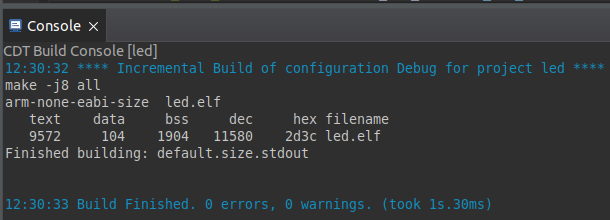 Console
CDT Build Console [led]
12:30:32 **** Incremental Build of configuration Debug for project led ****
make -j8 all
arm-none-eabi-size  led.elf
   text    data     bss     dec     hex filename
   9572     104    1904   11580    2d3c led.elf
Finished building: default.size.stdout
12:30:33 Build Finished. 0 errors, 0 warnings. (took 1s.30ms)